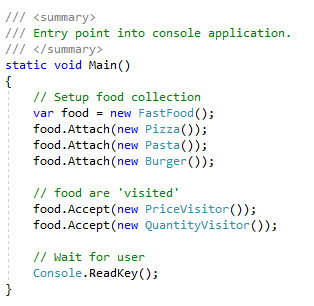 /// <summary>
/// Entry point into console application.
/// </summary>
static void Main()
{
    // Setup food collection
    var food = new FastFood();
    food.Attach(new Pizza());
    food.Attach(new Pasta());
    food.Attach(new Burger());

    // food are 'visited'
    food.Accept(new PriceVisitor());
    food.Accept(new QuantityVisitor());

    // Wait for user
    Console.ReadKey();
}